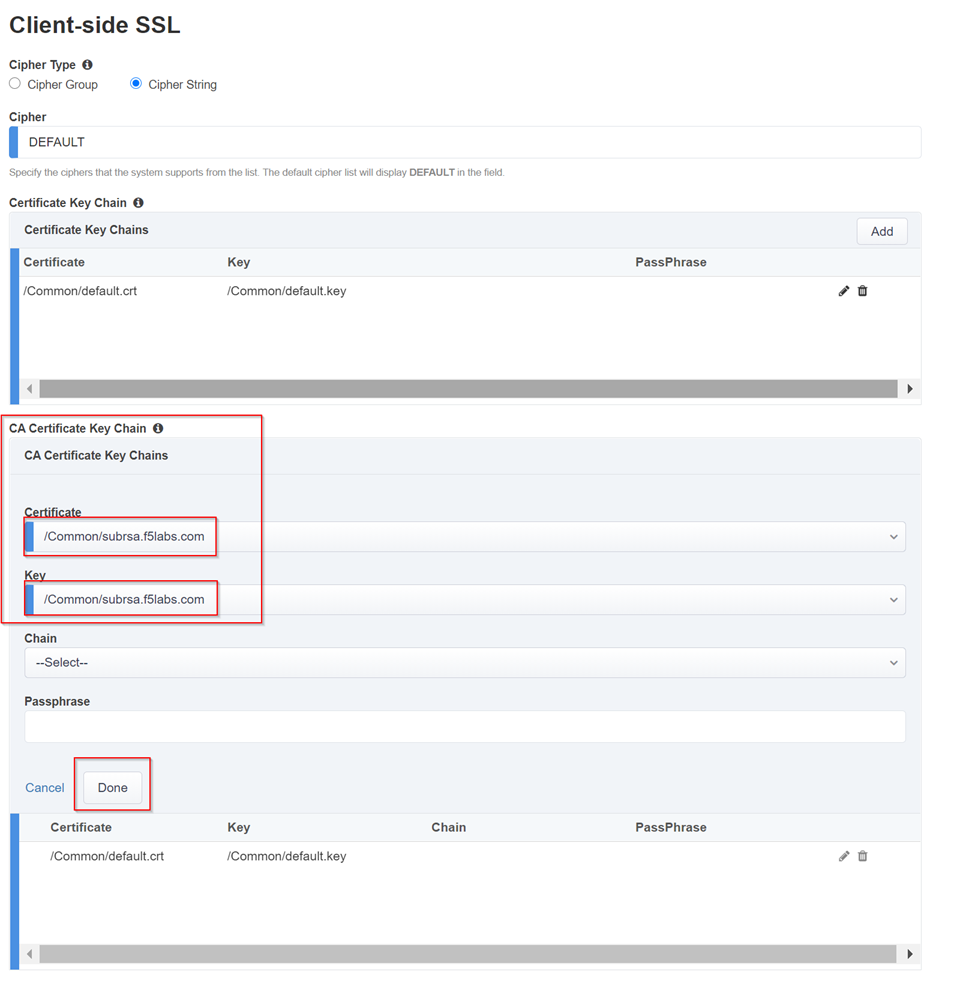 Client-side SSL
Cipher Type
Cipher Group Cipher String
Cipher
DEFAULT
Specify the ciphers that the system supports from the list. The default cipher list will display DEFAULT in the field.
Certificate Key Chain
Certificate Key Chains Add
Certificate Key PassPhrase
/Common/default.crt /Common/default.key
CA Certificate Key Chain
CA Certificate Key Chains
Certificate
/Common/subrsa.f5labs.com
Key
/Common/subrsa.f5labs.com
Chain
--Select--
Passphrase
Cancel Done
Certificate Key Chain PassPhrase
/Common/default.crt /Common/default.key